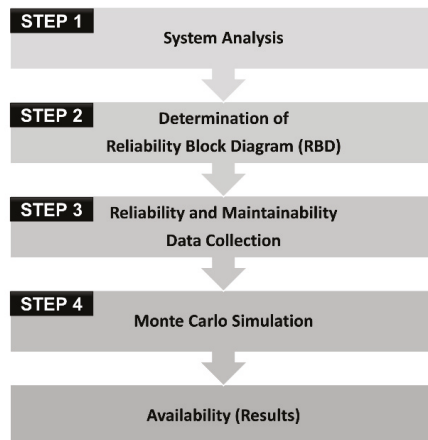 STEP 1
System Analysis
STEP 2
Determination of
Reliability Block Diagram (RBD)
STEP 3
Reliability and Maintainability
Data Collection
STEP 4
Monte Carlo Simulation
Availability (Results)